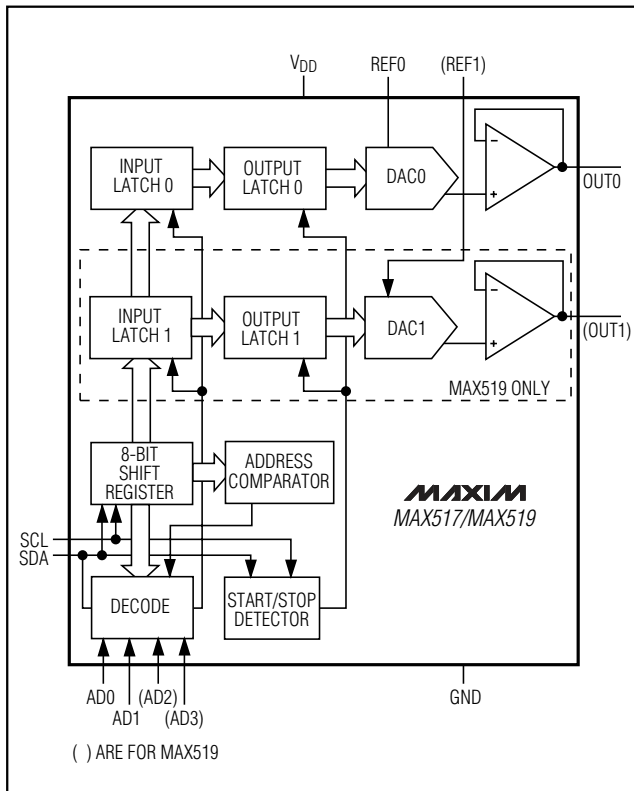 VDD
REF0
(REF1)
INPUT
LATCH 0
OUTPUT
LATCH 0
DAC0
−
+
OUT0
INPUT
LATCH 1
OUTPUT
LATCH 1
DAC1
−
+
(OUT1)
MAX519 ONLY
8-BIT
SHIFT
REGISTER
ADDRESS
COMPARATOR
MAXIM
MAX517/MAX519
SCL
SDA
DECODE
START/STOP
DETECTOR
AD0
AD1
(AD2)
(AD3)
GND
( ) ARE FOR MAX519